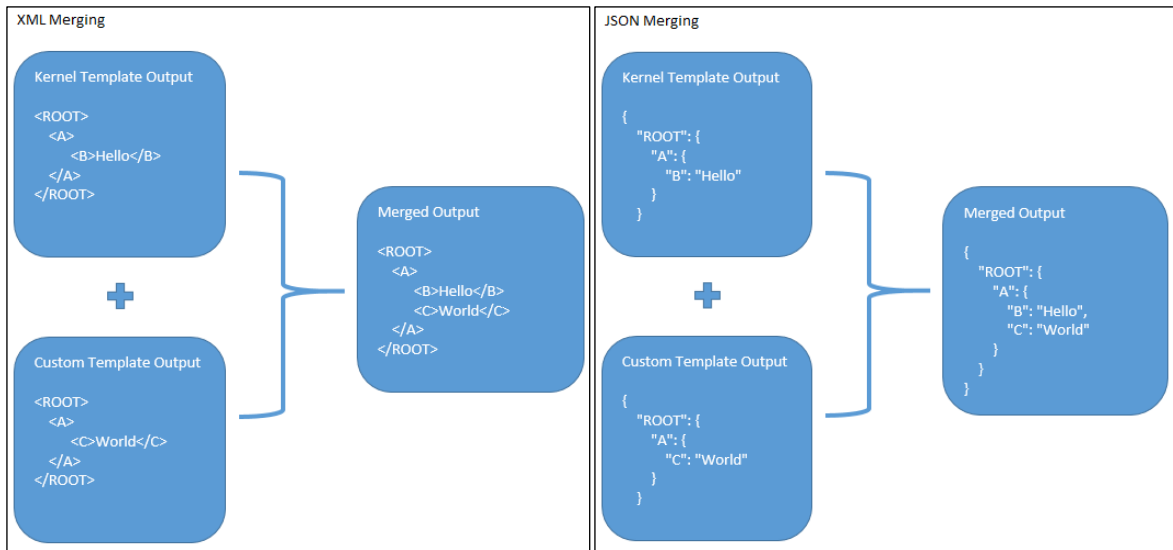 XML Merging
Kernel Template Output
<ROOT>
<A>
<B>Hello</B>
</A>
</ROOT>
Custom Template Output
<ROOT>
<A>
<C>World</C>
</A>
</ROOT>
Merged Output
<ROOT>
<A>
<B>Hello</B>
<C>World</C>
</A>
</ROOT>
JSON Merging
Kernel Template Output
{
"ROOT": {
"A": {
"B": "Hello"
}
}
Custom Template Output
{
"ROOT": {
"A": {
"C": "World"
}
}
Merged Output
{
"ROOT": {
"A": {
"B": "Hello",
"C": "World"
}
}
}